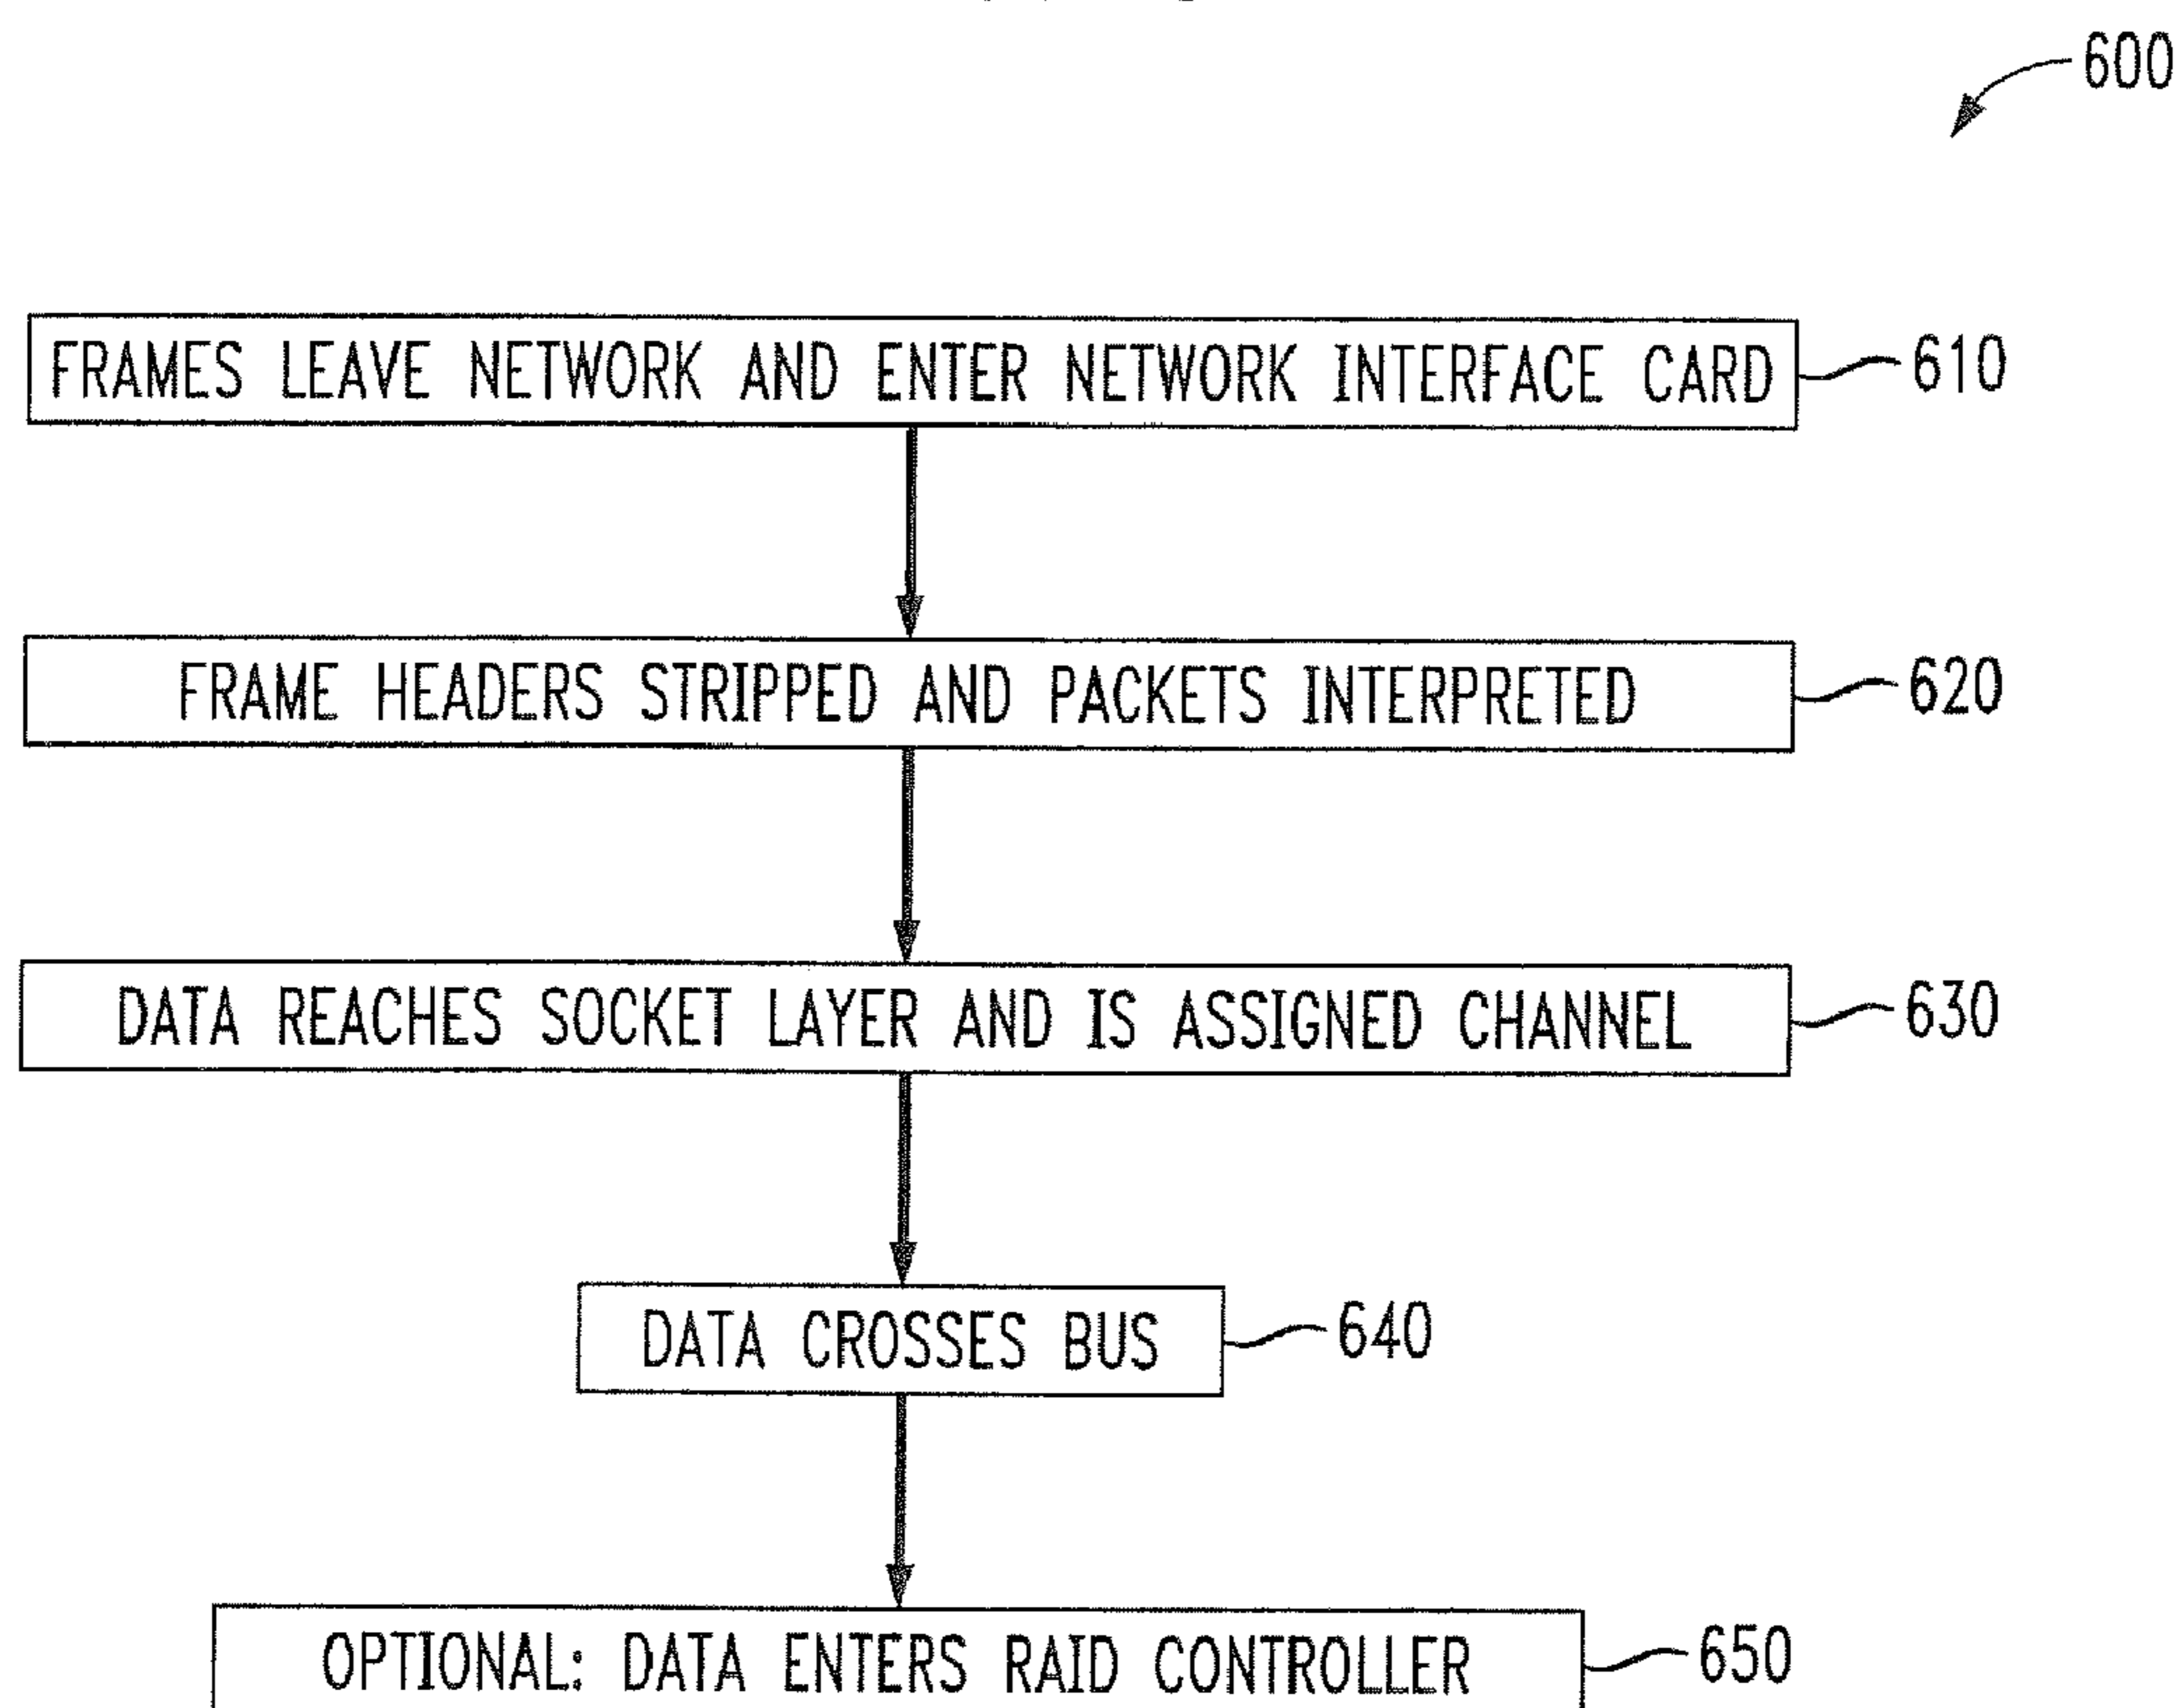 600
FRAMES LEAVE NETWORK AND ENTER NETWORK INTERFACE CARD 610
FRAME HEADERS STRIPPED AND PACKETS INTERPRETED 620
DATA REACHES SOCKET LAYER AND IS ASSIGNED CHANNEL 630
DATA CROSSES BUS 640
OPTIONAL: DATA ENTERS RAID CONTROLLER 650